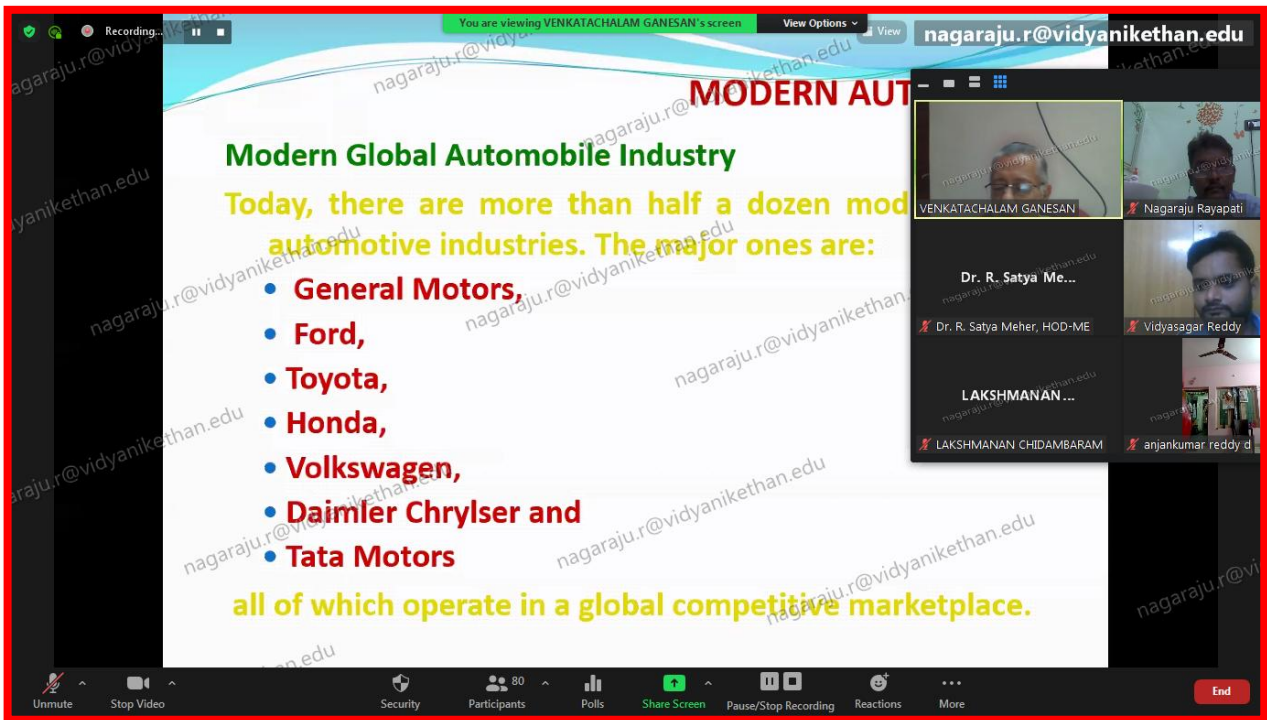 Recording...
You are viewing VENKATACHALAM GANESAN's screen
View Options
View
nagaraju.r@vidyanikethan.edu
MODERN AUT
Modern Global Automobile Industry
Today, there are more than half a dozen mod
automotive industries. The major ones are:
• General Motors,
• Ford,
• Toyota,
• Honda,
• Volkswagen,
• Daimler Chrylser and
• Tata Motors
all of which operate in a global competitive marketplace.
VENKATACHALAM GANESAN
Nagaraju Rayapati
Dr. R. Satya Me...
Dr. R. Satya Meher, HOD-ME
Vidyasagar Reddy
LAKSHMANAN ...
LAKSHMANAN CHIDAMBARAM
anjankumar reddy d
nagaraju.r@vidyanikethan.edu
Unmute
Stop Video
Security
80
Participants
Polls
Share Screen
Pause/Stop Recording
Reactions
More
End